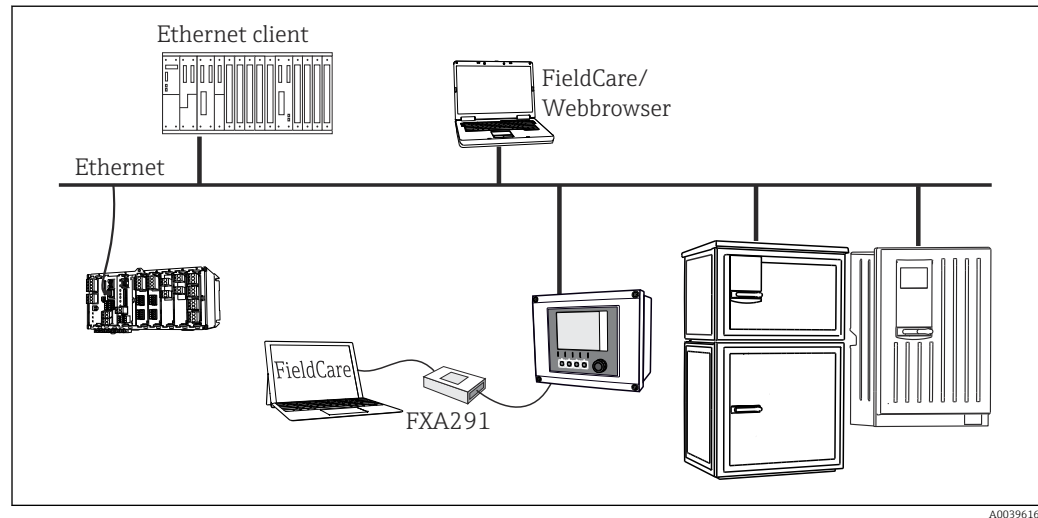 Ethernet client
FieldCare/
Webbrowser
Ethernet
FieldCare
FXA291
A0039616